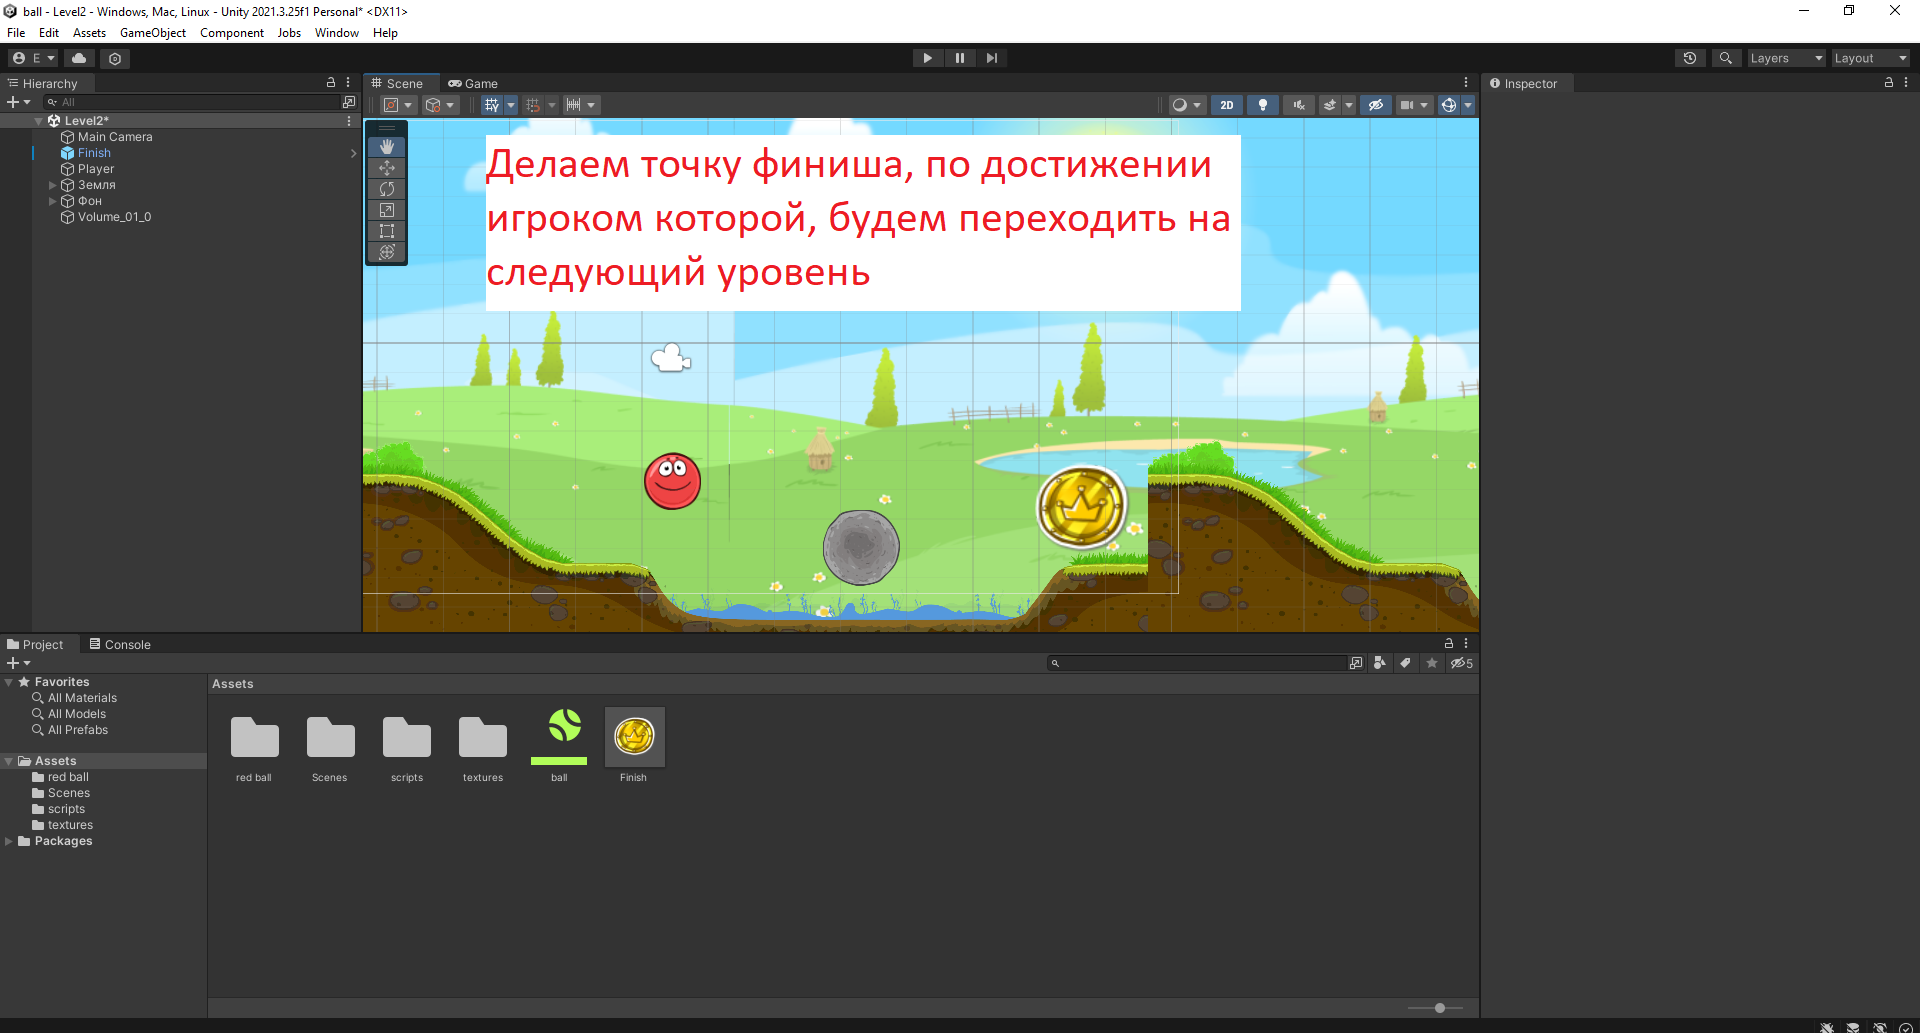 ball - Level2 - Windows, Mac, Linux - Unity 2021.3.25f1 Personal* <DX11>
File Edit Assets GameObject Component Jobs Window Help
E Layers Layout
Hierarchy
All
Level2*
Main Camera
Finish
Player
Земля
Фон
Volume_01_0
Scene Game
2D
Делаем точку финиша, по достижении
игроком которой, будем переходить на
следующий уровень
Inspector
Project Console
5
Favorites
All Materials
All Models
All Prefabs
Assets
red ball
Scenes
scripts
textures
Packages
Assets
red ball Scenes scripts textures ball Finish